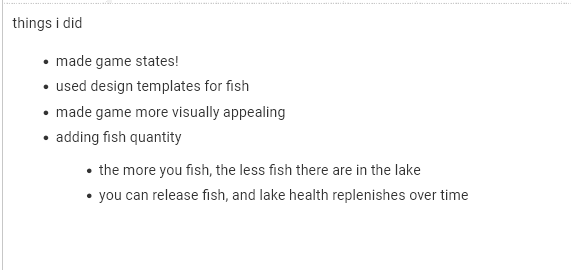 things i did
made game states!
used design templates for fish
made game more visually appealing
adding fish quantity
the more you fish, the less fish there are in the lake
you can release fish, and lake health replenishes over time